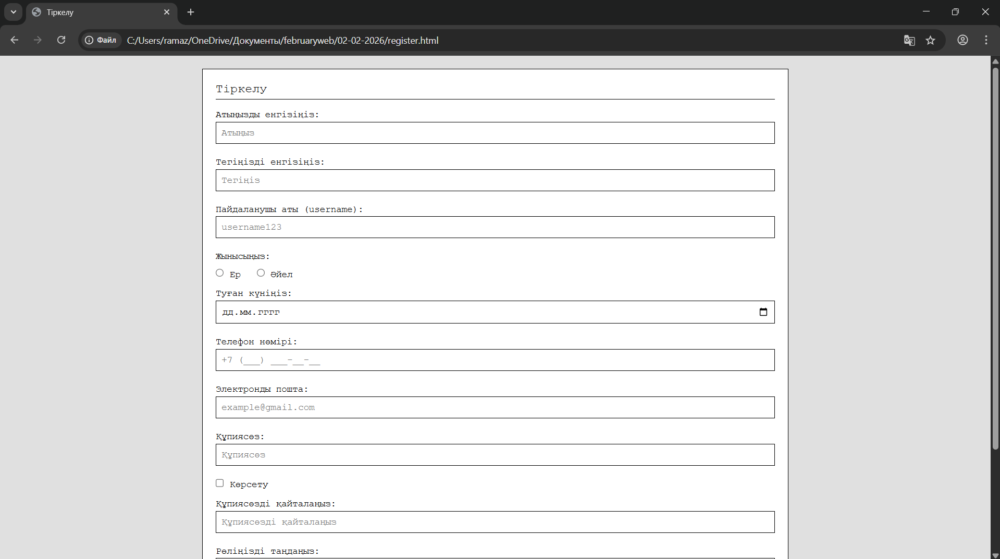 Тіркелу
Файл
C:/Users/ramaz/OneDrive/Документы/februaryweb/02-02-2026/register.html
Тіркелу
Атыңызды енгізіңіз:
Атыңыз
Тегіңізді енгізіңіз:
Тегіңіз
Пайдаланушы аты (username):
username123
Жынысыңыз:
Ер Әйел
Туған күніңіз:
дд.мм.гггг
Телефон нөмірі:
+7 (___) ___-__-__
Электронды пошта:
example@gmail.com
Құпиясөз:
Құпиясөз
Көрсету
Құпиясөзді қайталаңыз:
Құпиясөзді қайталаңыз
Рөліңізді таңдаңыз: